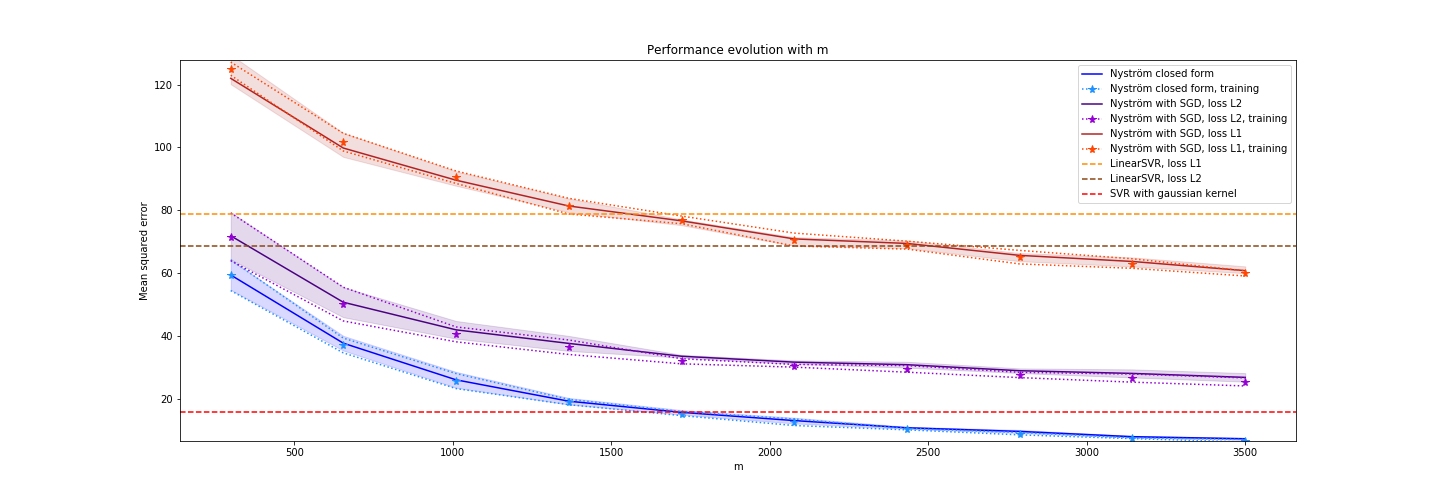 Performance evolution with m
Mean squared error
120
100
80
60
40
20
500
1000
1500
2000
2500
3000
3500
m
Nyström closed form
Nyström closed form, training
Nyström with SGD, loss L2
Nyström with SGD, loss L2, training
Nyström with SGD, loss L1
Nyström with SGD, loss L1, training
LinearSVR, loss L1
LinearSVR, loss L2
SVR with gaussian kernel